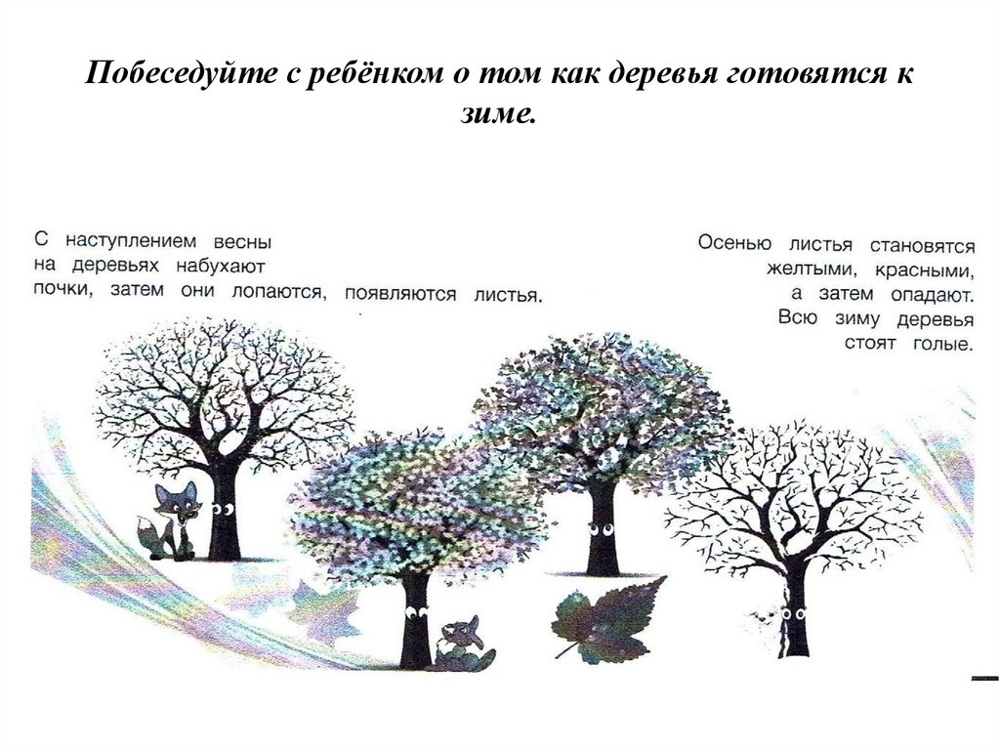 Побеседуйте с ребёнком о том как деревья готовятся к
зиме.
С наступлением весны
на деревьях набухают
почки, затем они лопаются, появляются листья.
Осенью листья становятся
желтыми, красными,
а затем опадают.
Всю зиму деревья
стоят голые.